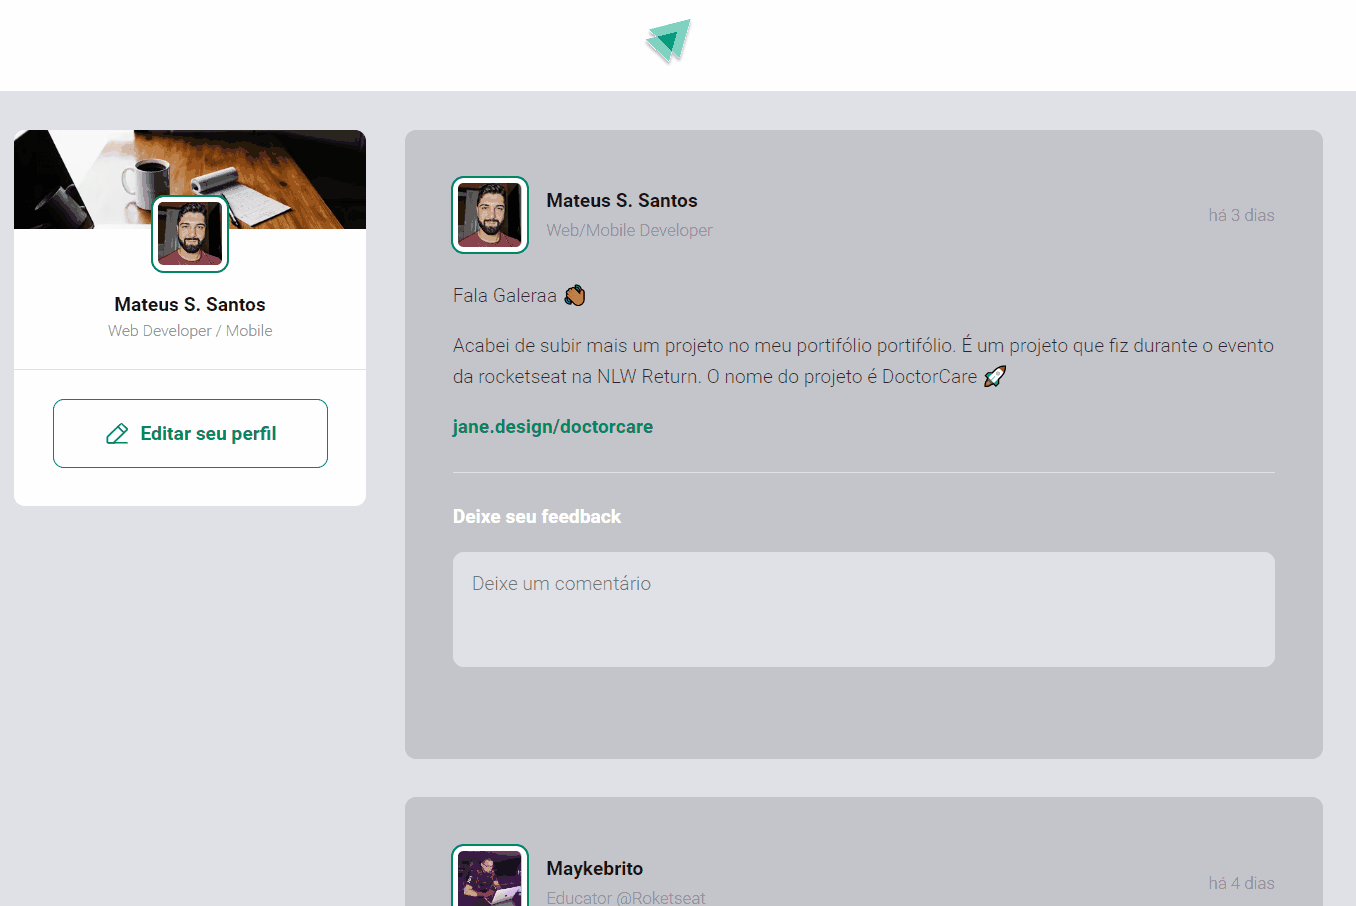 Mateus S. Santos
Web Developer / Mobile
Editar seu perfil
Mateus S. Santos
Web/Mobile Developer
há 3 dias
Fala Galeraa 👏🏽
Acabei de subir mais um projeto no meu portifólio portifólio. É um projeto que fiz durante o evento
da rocketseat na NLW Return. O nome do projeto é DoctorCare 🚀
jane.design/doctorcare
Deixe seu feedback
Deixe um comentário
Maykebrito
Educator @Roketseat
há 4 dias